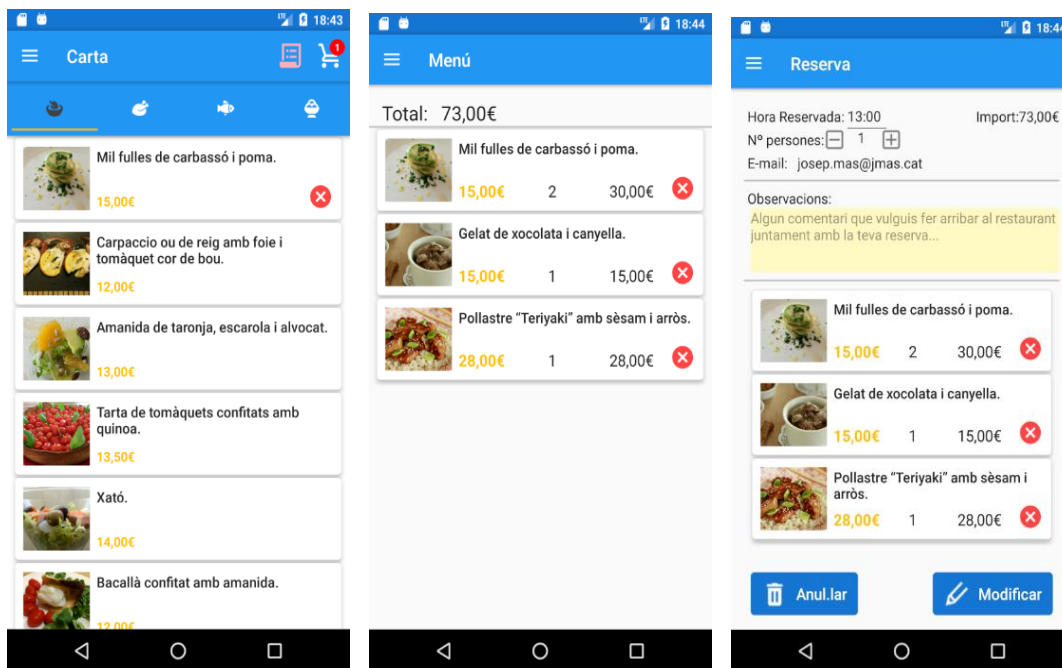 18:43
Carta
1
Mil fulles de carbassó i poma.
15,00€
Carpaccio ou de reig amb foie i
tomàquet cor de bou.
12,00€
Amanida de taronja, escarola i alvocat.
13,00€
Tarta de tomàquets confitats amb
quinoa.
13,50€
Xató.
14,00€
Bacallà confitat amb amanida.
12,00€
18:44
Menú
Total: 73,00€
Mil fulles de carbassó i poma.
15,00€ 2 30,00€
Gelat de xocolata i canyella.
15,00€ 1 15,00€
Pollastre “Teriyaki” amb sèsam i arròs.
28,00€ 1 28,00€
18:44
Reserva
Hora Reservada: 13:00 Import:73,00€
Nº persones: 1
E-mail: josep.mas@jmas.cat
Observacions:
Algun comentari que vulguis fer arribar al restaurant
juntament amb la teva reserva...
Mil fulles de carbassó i poma.
15,00€ 2 30,00€
Gelat de xocolata i canyella.
15,00€ 1 15,00€
Pollastre “Teriyaki” amb sèsam i
arròs.
28,00€ 1 28,00€
Anul.lar Modificar